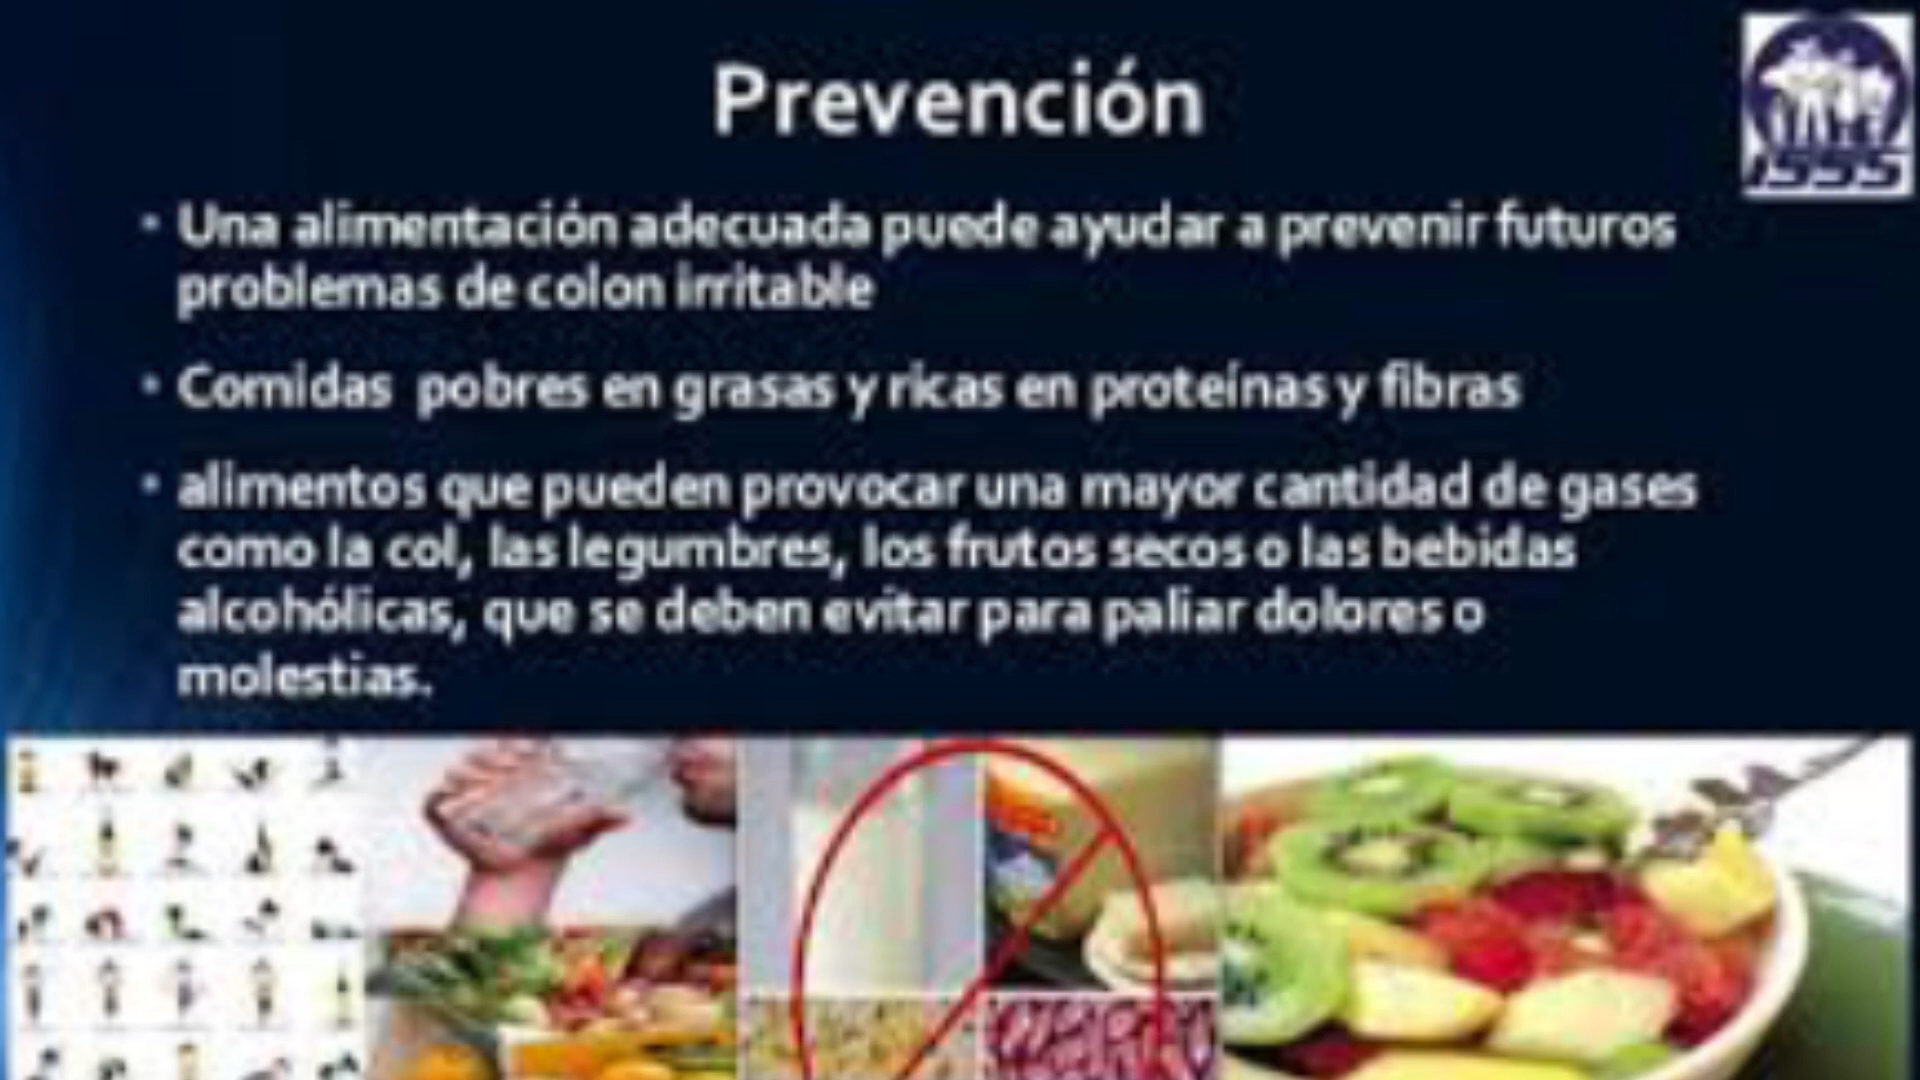 Prevención
ISSS
• Una alimentación adecuada puede ayudar a prevenir futuros
problemas de colon irritable
• Comidas pobres en grasas y ricas en proteínas y fibras
• alimentos que pueden provocar una mayor cantidad de gases
como la col, las legumbres, los frutos secos o las bebidas
alcohólicas, que se deben evitar para paliar dolores o
molestias.